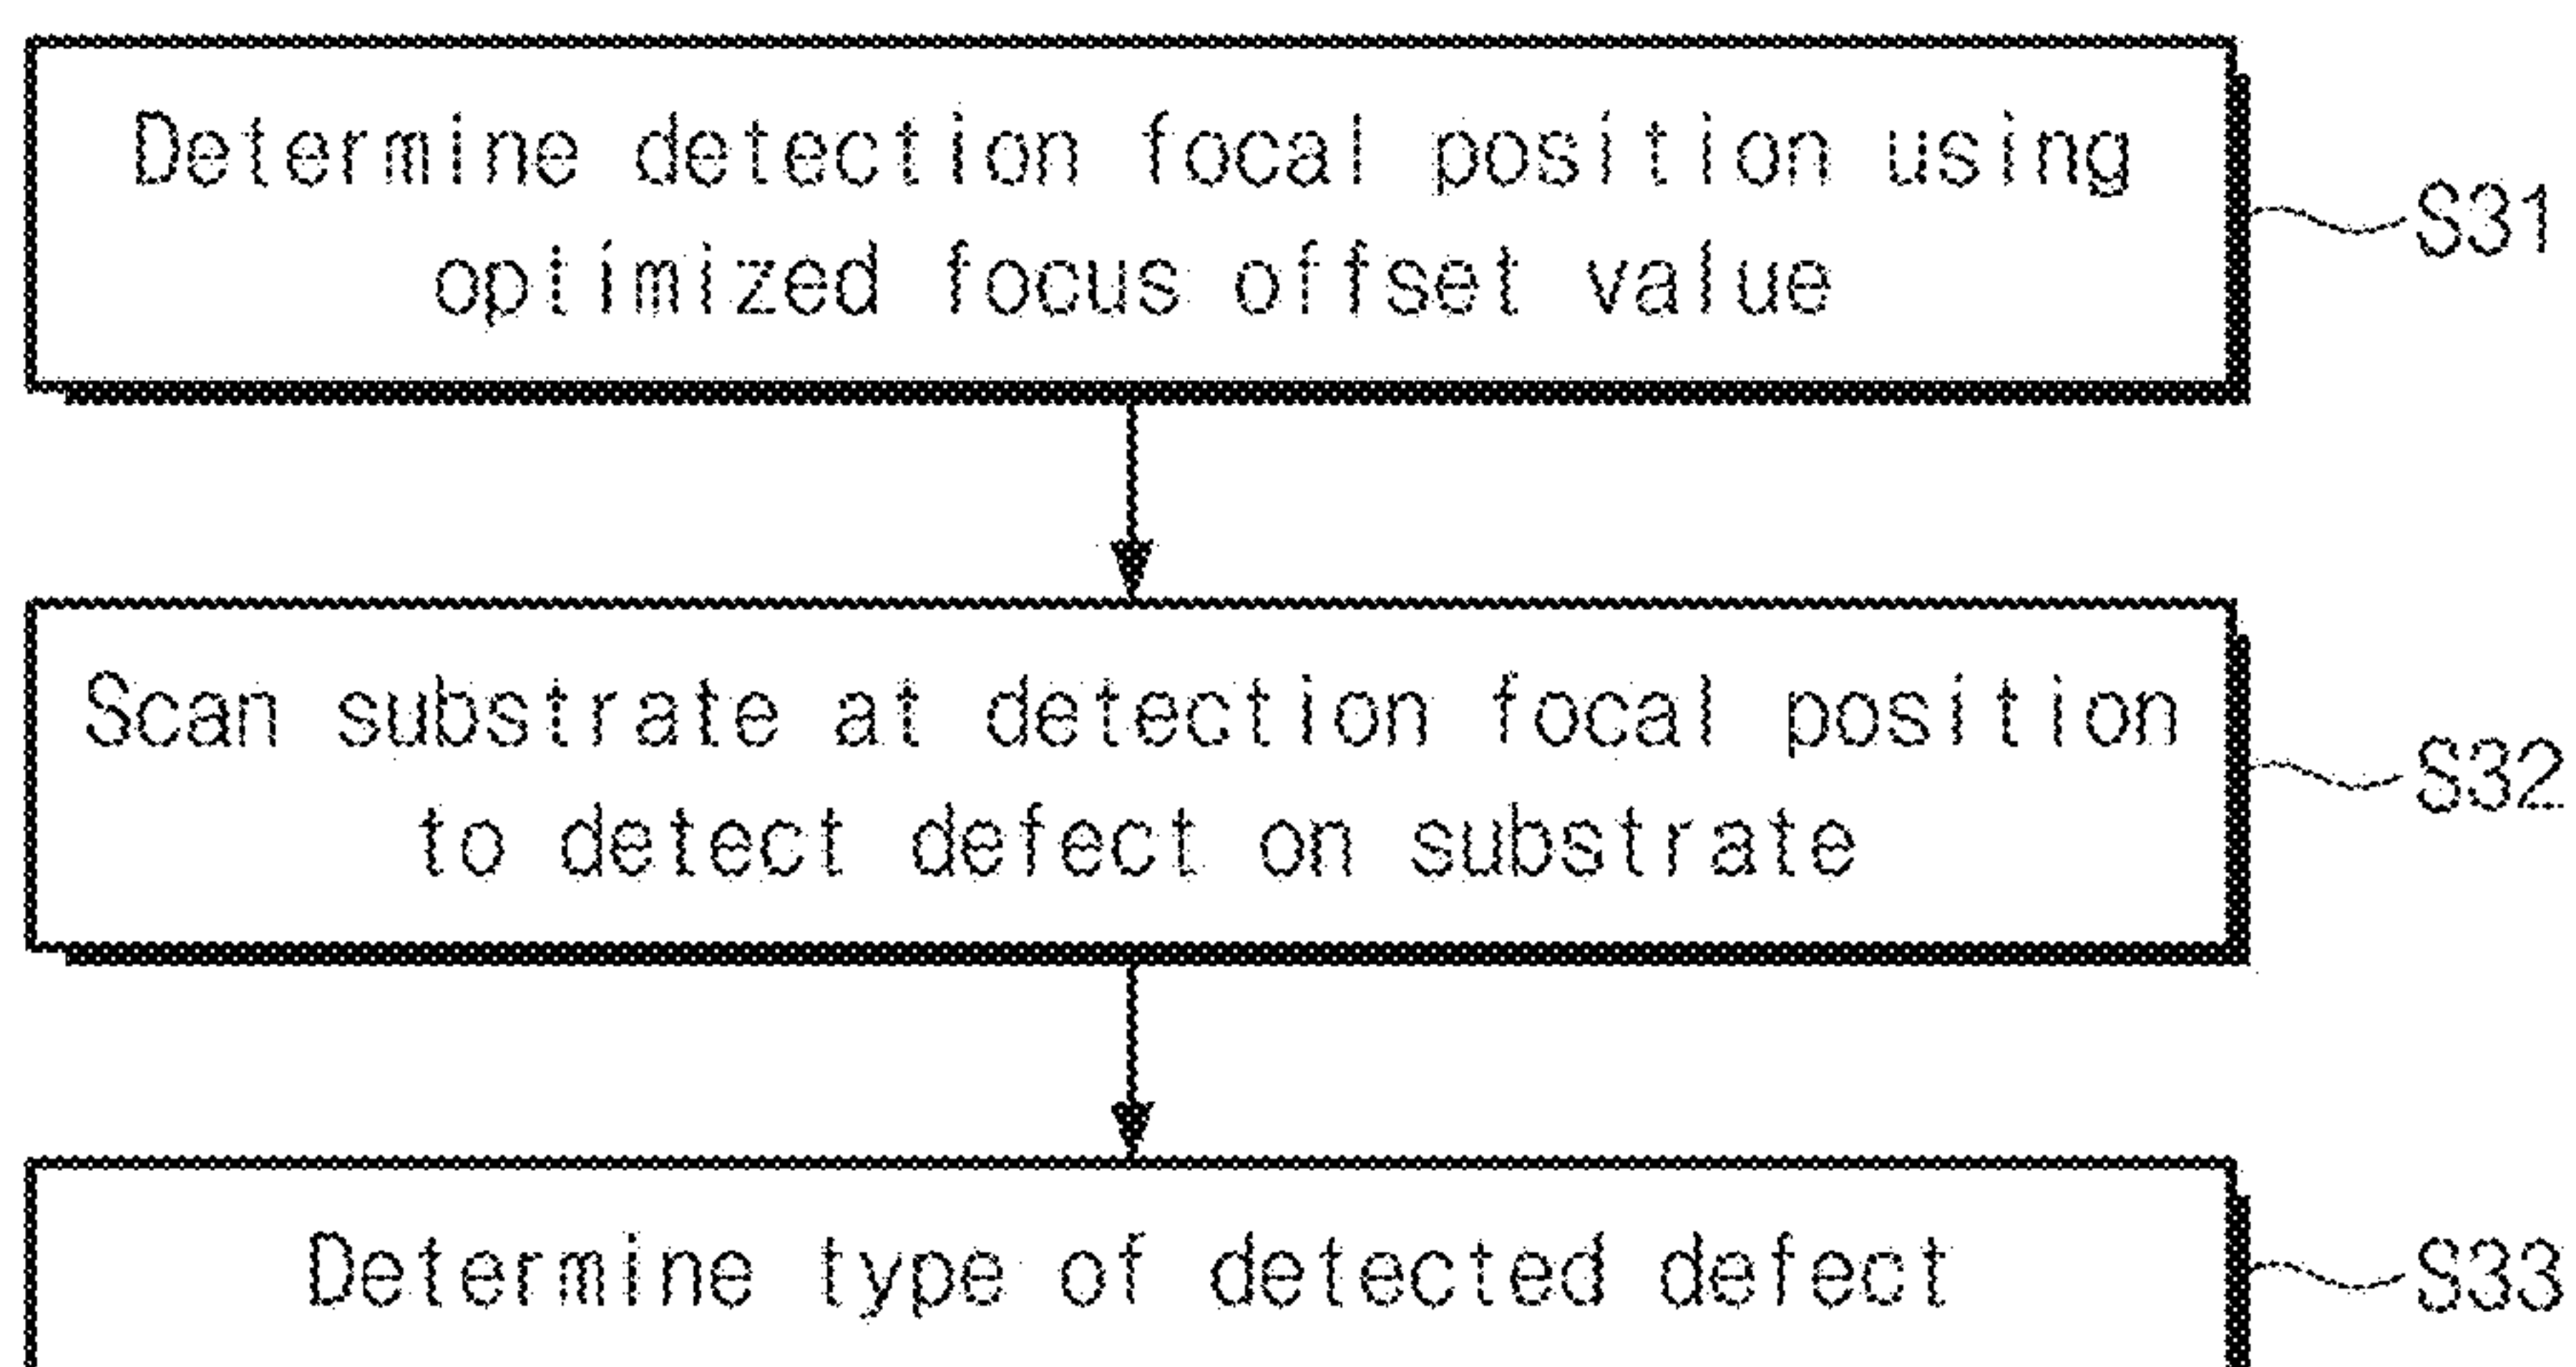 Determine detection focal position using
optimized focus offset value
S31
Scan substrate at detection focal position
to detect defect on substrate
S32
Determine type of detected defect
S33